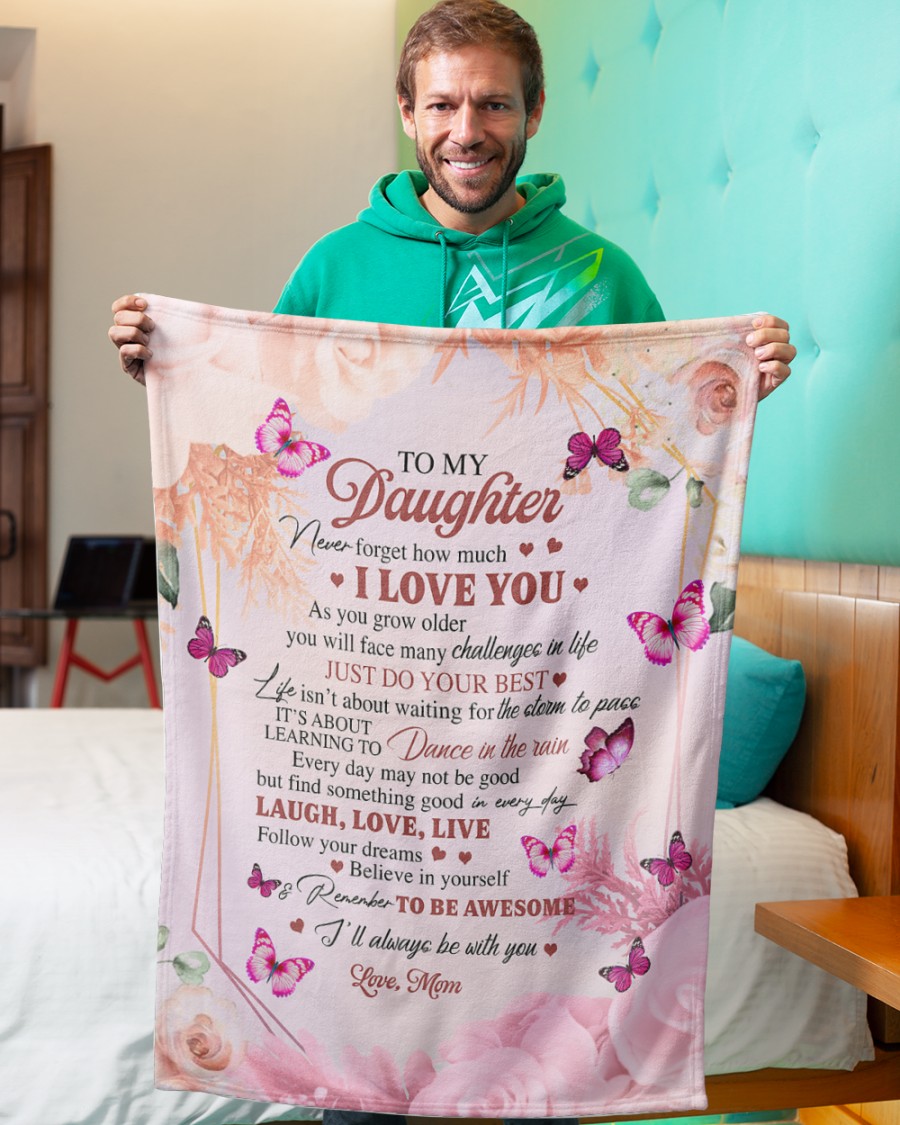 TO MY
Daughter
Never forget how much
I LOVE YOU
As you grow older
you will face many challenges in life
JUST DO YOUR BEST
Life isn't about waiting for the storm to pass
IT'S ABOUT
LEARNING TO Dance in the rain
Every day may not be good
but find something good in every day
LAUGH, LOVE, LIVE
Follow your dreams
Believe in yourself
& Remember TO BE AWESOME
I'll always be with you
Love, Mom